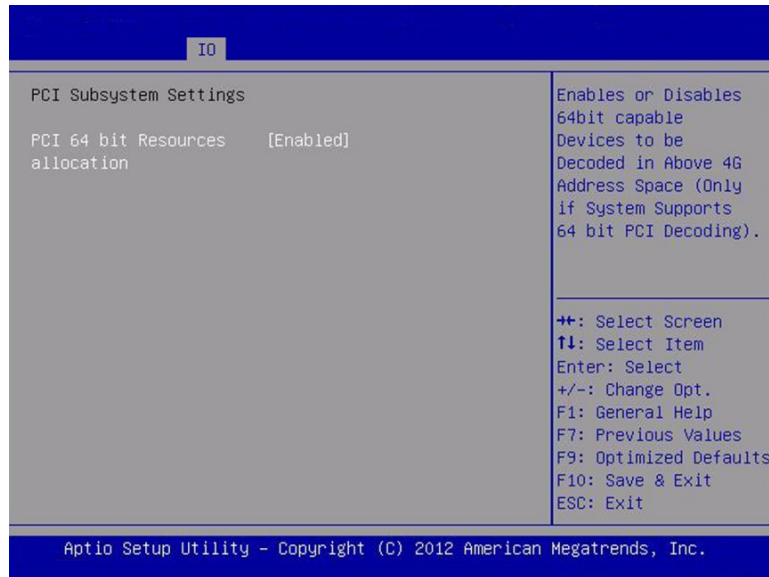 IO
PCI Subsystem Settings
PCI 64 bit Resources [Enabled]
allocation
Enables or Disables
64bit capable
Devices to be
Decoded in Above 4G
Address Space (Only
if System Supports
64 bit PCI Decoding).
→←: Select Screen
↑↓: Select Item
Enter: Select
+/-: Change Opt.
F1: General Help
F7: Previous Values
F9: Optimized Defaults
F10: Save & Exit
ESC: Exit
Aptio Setup Utility - Copyright (C) 2012 American Megatrends, Inc.